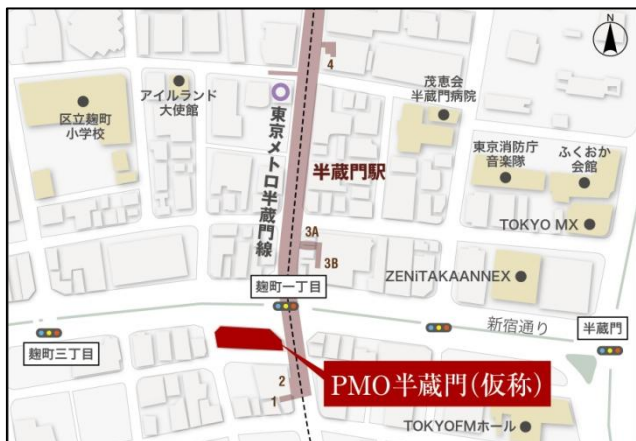 N
4
茂恵会
半蔵門病院
アイルランド
大使館
区立麹町
小学校
東京メトロ半蔵門線
半蔵門駅
東京消防庁
音楽隊
ふくおか
会館
TOKYO MX
3A
3B
ZENiTAKAANNEX
麹町一丁目
新宿通り
半蔵門
麹町三丁目
PMO半蔵門(仮称)
2
1
TOKYOFMホール